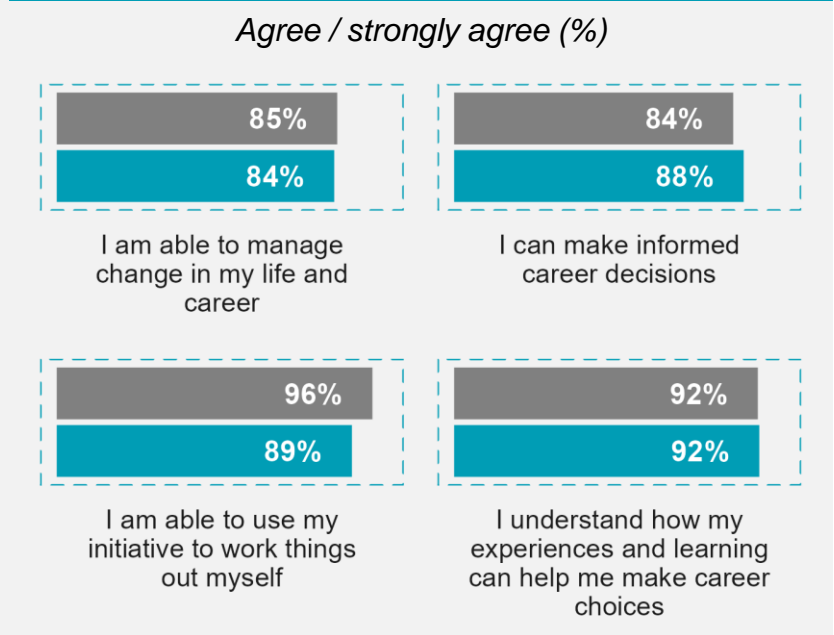 Agree / strongly agree (%)
85%
84%
I am able to manage
change in my life and
career
84%
88%
I can make informed
career decisions
96%
89%
I am able to use my
initiative to work things
out myself
92%
92%
I understand how my
experiences and learning
can help me make career
choices